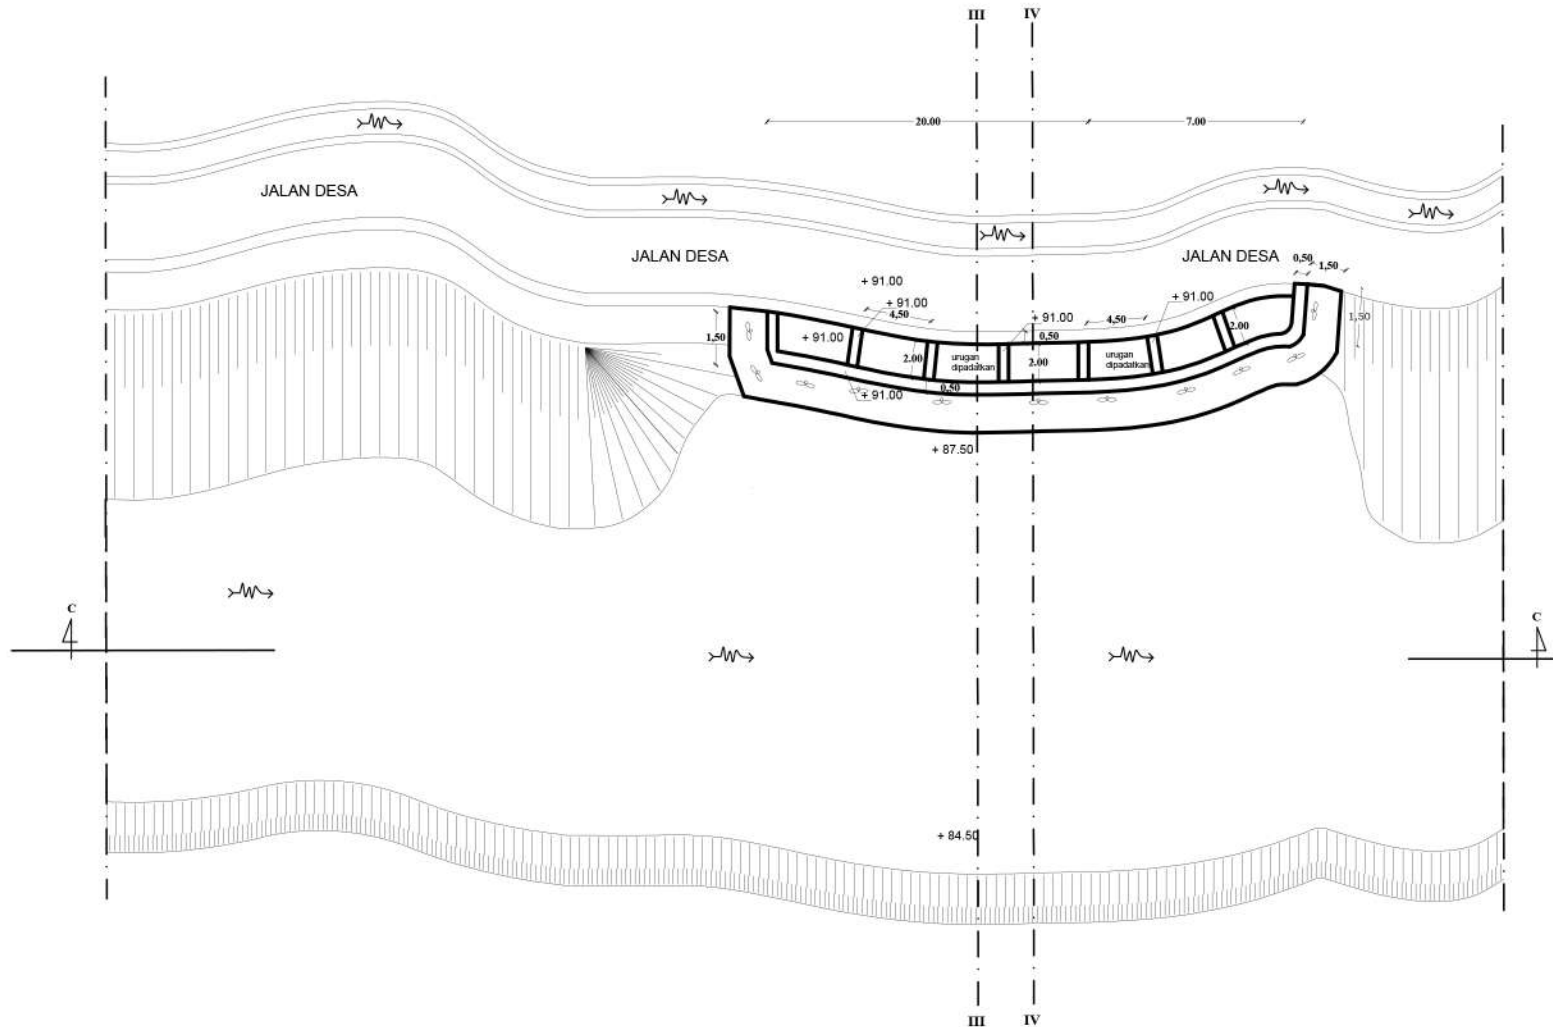 III IV
20.00 7.00
JALAN DESA
JALAN DESA
JALAN DESA
0,50 1,50
+ 91.00
+ 91.00
+ 91.00
4,50
+ 91.00
4,50
1,50
1,50
+ 91.00
0,50
2.00
urugan
dipadatkan
2.00
2.00
urugan
dipadatkan
0,50
+ 91.00
+ 87.50
C
C
+ 84.50
III IV